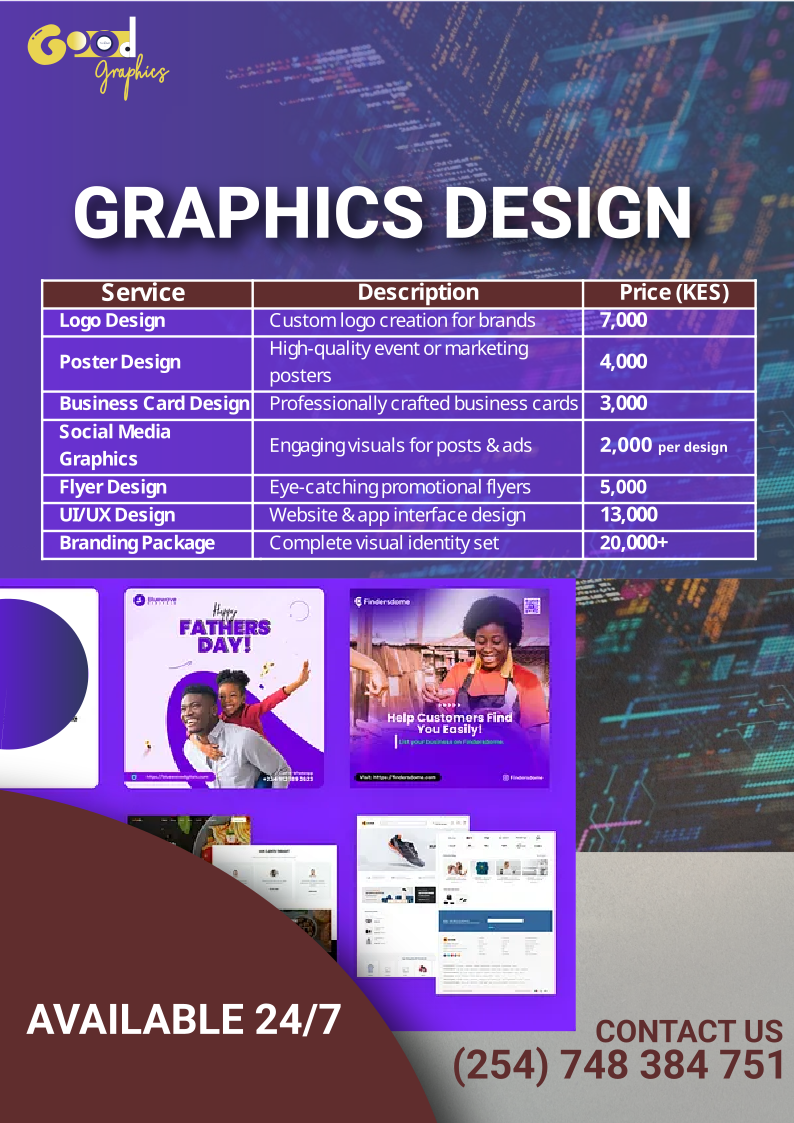 Good
Graphics
GRAPHICS DESIGN
Service Description Price (KES)
Logo Design Custom logo creation for brands 7,000
Poster Design High-quality event or marketing posters 4,000
Business Card Design Professionally crafted business cards 3,000
Social Media Graphics Engaging visuals for posts & ads 2,000 per design
Flyer Design Eye-catching promotional flyers 5,000
UI/UX Design Website & app interface design 13,000
Branding Package Complete visual identity set 20,000+
Bluewave
Happy
FATHERS
DAY!
Findersdome
Help Customers Find
You Easily!
List your business on Findersdome.
Visit: https://findersdome.com
Findersdome
AVAILABLE 24/7
CONTACT US
(254) 748 384 751